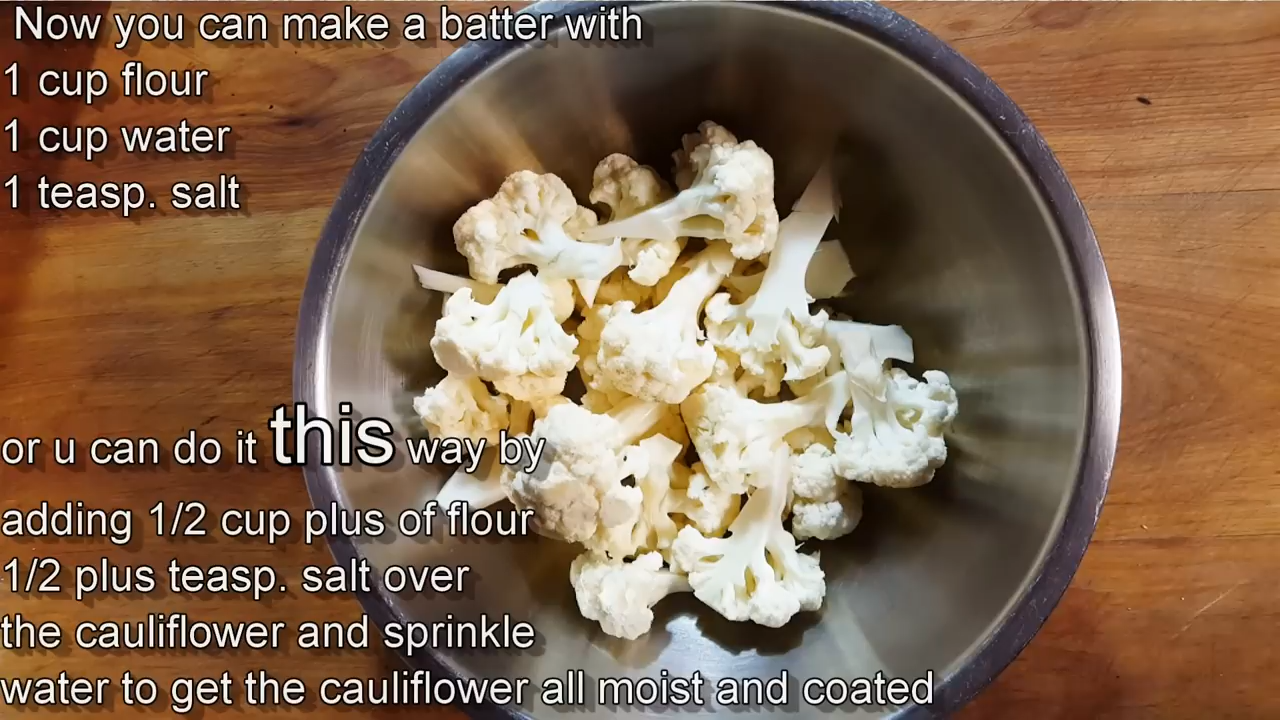 Now you can make a batter with
1 cup flour
1 cup water
1 teasp. salt
or u can do it this way by
adding 1/2 cup plus of flour
1/2 plus teasp. salt over
the cauliflower and sprinkle
water to get the cauliflower all moist and coated